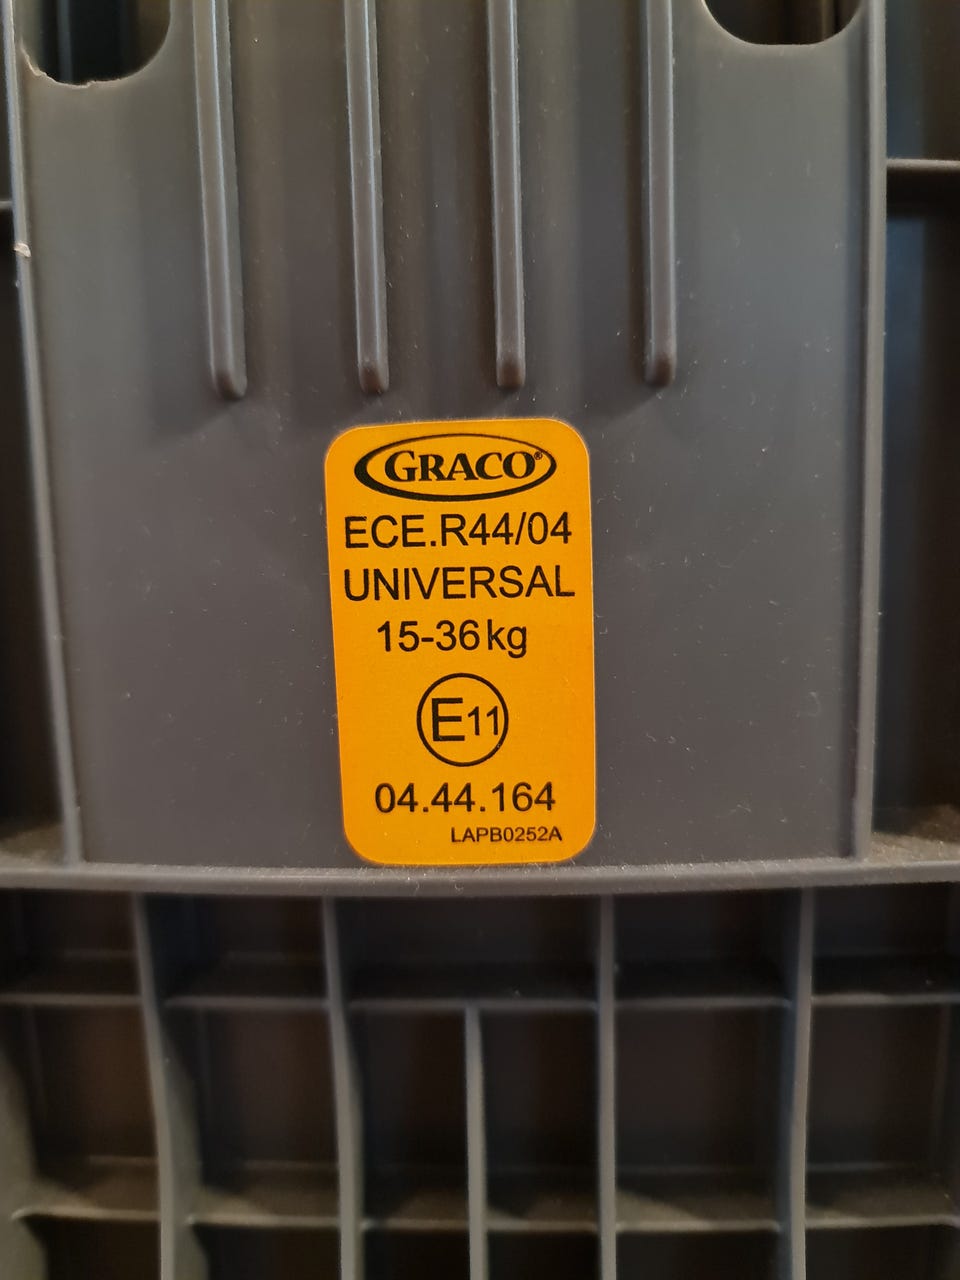 GRACO®
ECE.R44/04
UNIVERSAL
15-36kg
E11
04.44.164
LAPB0252A